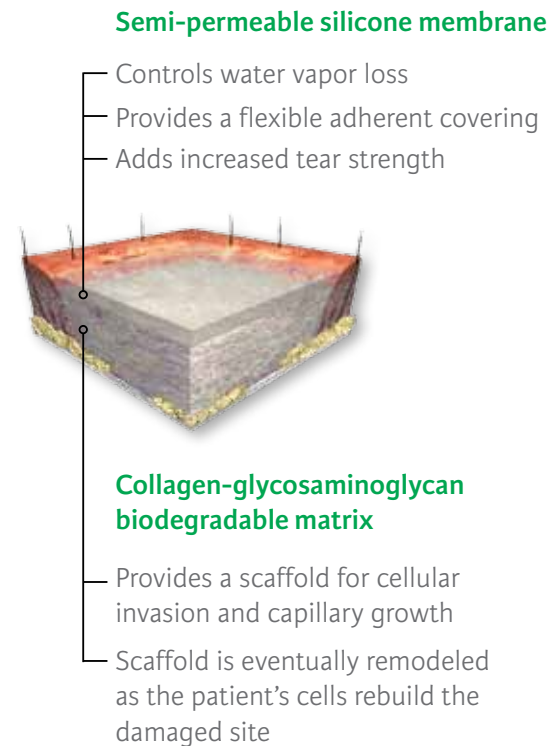 Semi-permeable silicone membrane
Controls water vapor loss
Provides a flexible adherent covering
Adds increased tear strength
Collagen-glycosaminoglycan
biodegradable matrix
Provides a scaffold for cellular
invasion and capillary growth
Scaffold is eventually remodeled
as the patient’s cells rebuild the
damaged site